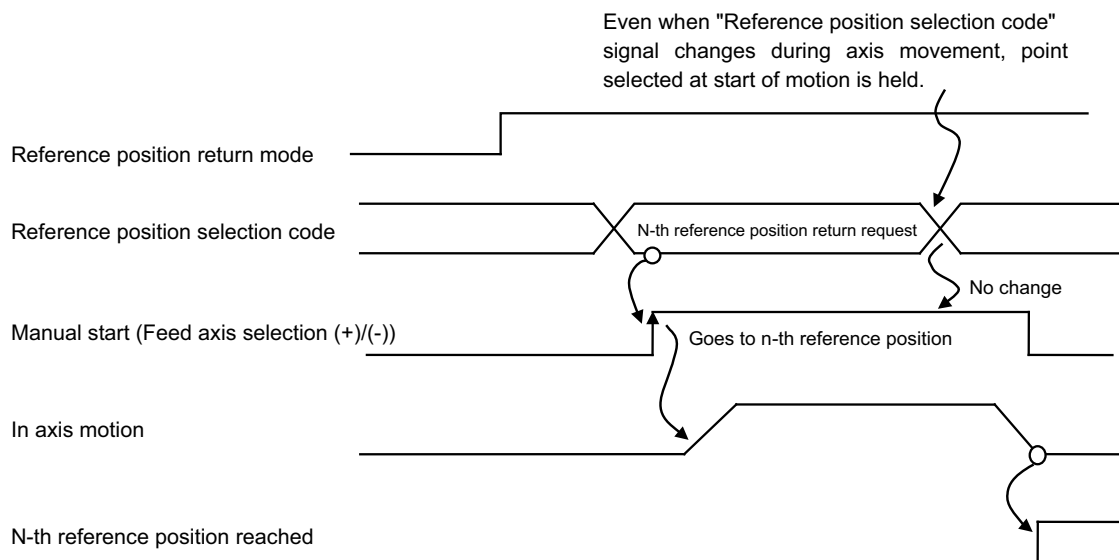 Even when "Reference position selection code"
signal changes during axis movement, point
selected at start of motion is held.
Reference position return mode
Reference position selection code
N-th reference position return request
No change
Manual start (Feed axis selection (+)/(-))
Goes to n-th reference position
In axis motion
N-th reference position reached